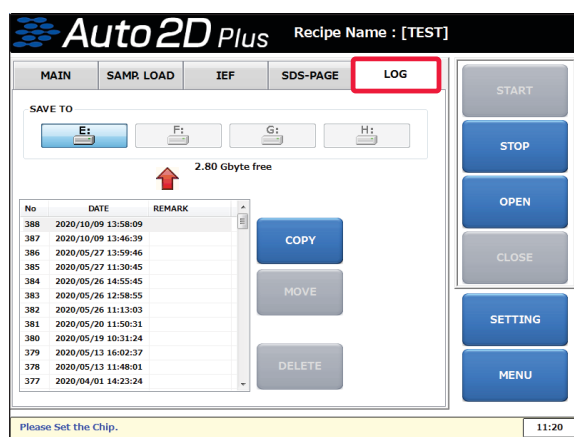 Auto 2D Plus Recipe Name : [TEST]
MAIN SAMP. LOAD IEF SDS-PAGE LOG
SAVE TO
E: F: G: H:
2.80 Gbyte free
No DATE REMARK
388 2020/10/09 13:58:09
387 2020/10/09 13:46:39
386 2020/05/27 13:59:46
385 2020/05/27 11:30:45
384 2020/05/26 14:55:45
383 2020/05/26 12:58:55
382 2020/05/26 11:13:03
381 2020/05/20 11:50:31
380 2020/05/19 10:31:24
379 2020/05/13 16:02:37
378 2020/05/13 11:48:01
377 2020/04/01 14:23:24
COPY
MOVE
DELETE
START
STOP
OPEN
CLOSE
SETTING
MENU
Please Set the Chip.
11:20